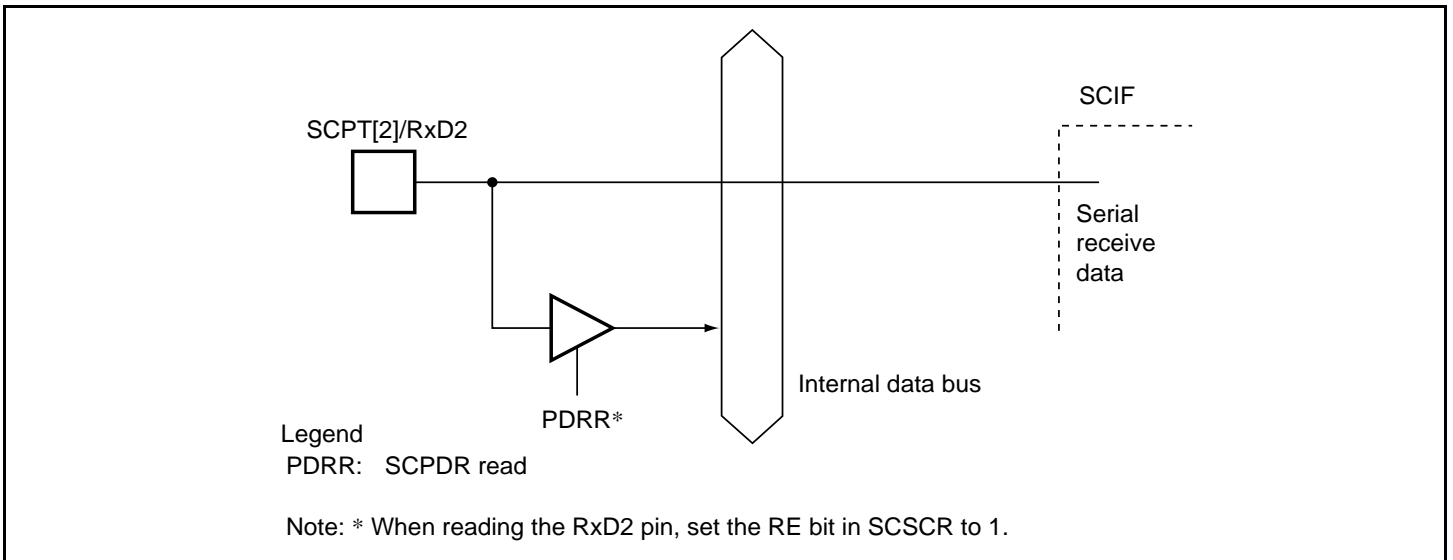 SCIF
SCPT[2]/RxD2
Serial
receive
data
Internal data bus
PDRR*
Legend
PDRR: SCPDR read
Note: * When reading the RxD2 pin, set the RE bit in SCSCR to 1.